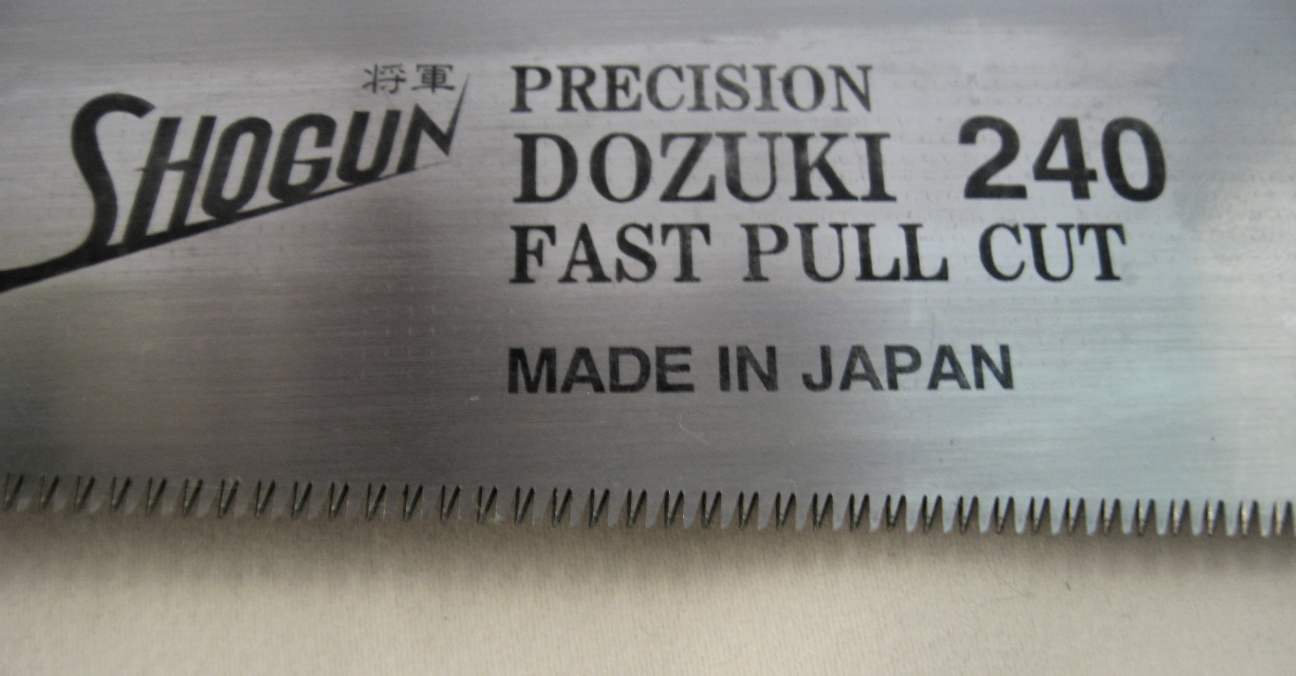 将軍
SHOGUN
PRECISION
DOZUKI 240
FAST PULL CUT
MADE IN JAPAN